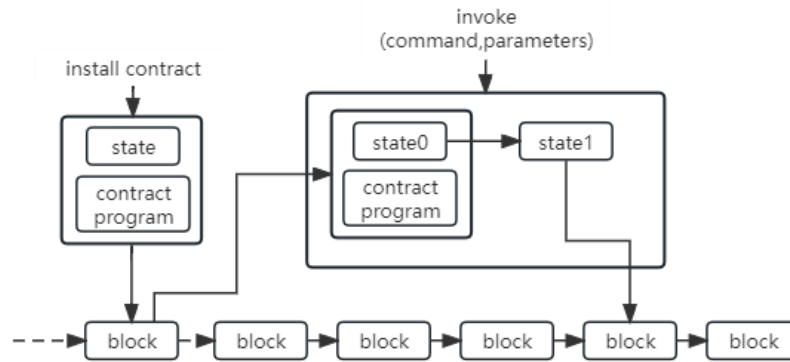 invoke
(command,parameters)
install contract
state
contract
program
state0
state1
contract
program
block
block
block
block
block
block